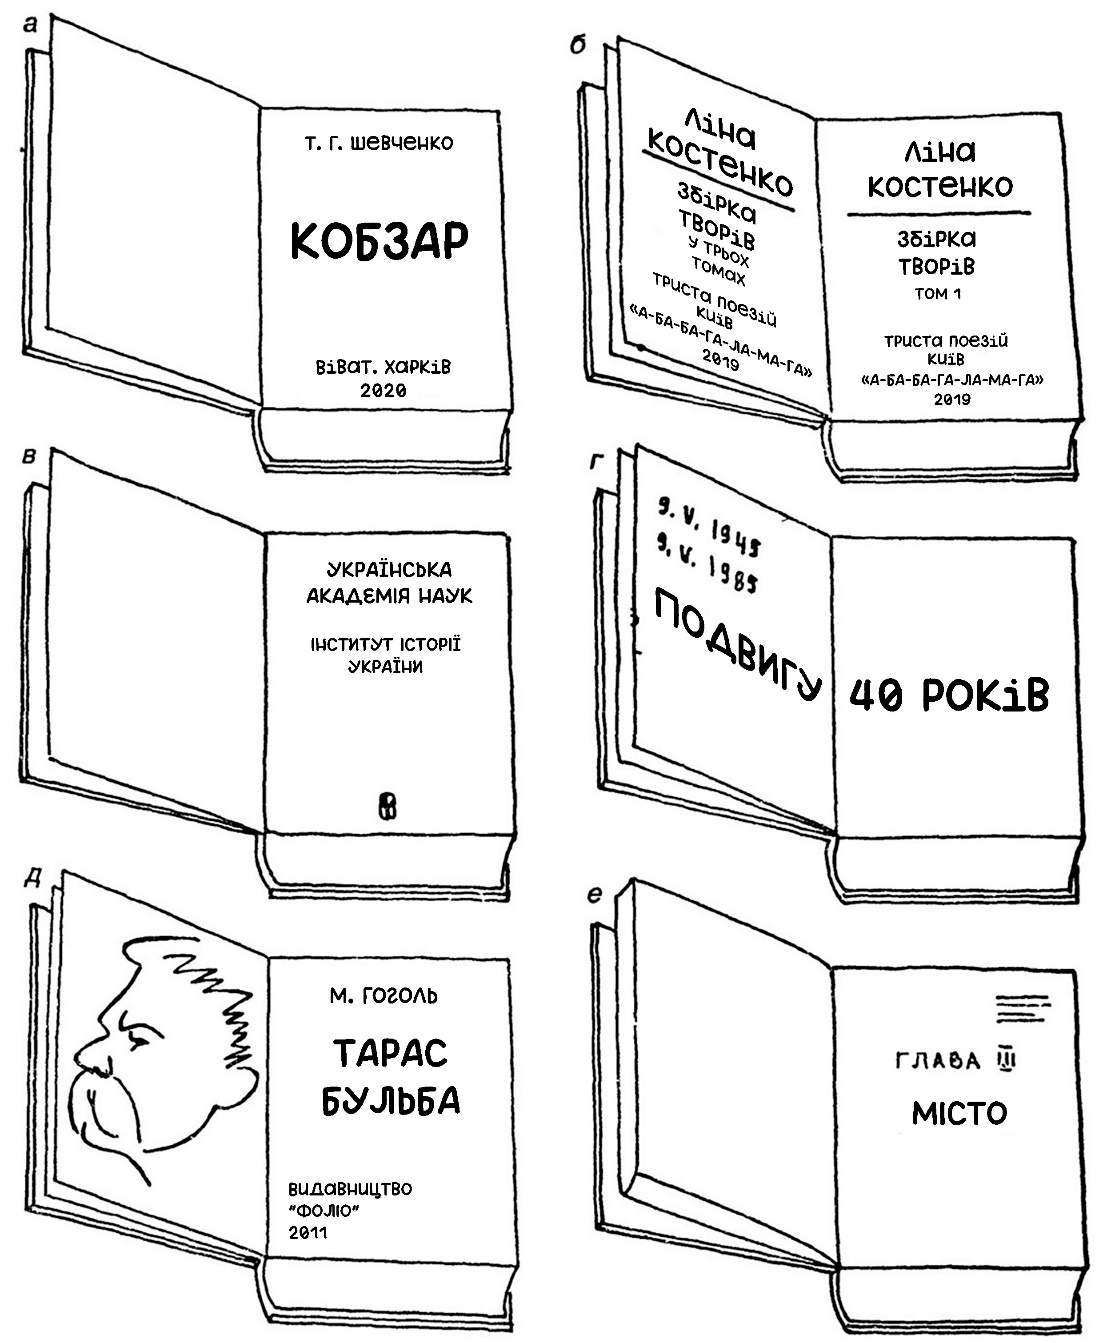 а
Т. Г. Шевченко
КОБЗАР
Віват. Харків
2020
б
Ліна
Костенко
Збірка
творів
у трьох
томах
Триста поезій
Київ
«А-БА-БА-ГА-ЛА-МА-ГА»
2019
Ліна
Костенко
Збірка
творів
том 1
Триста поезій
Київ
«А-БА-БА-ГА-ЛА-МА-ГА»
2019
в
УКРАЇНСЬКА
АКАДЕМІЯ НАУК
ІНСТИТУТ ІСТОРІЇ
УКРАЇНИ
г
9. V. 1945
9. V. 1985
ПОДВИГУ
40 РОКІВ
д
М. Гоголь
ТАРАС
БУЛЬБА
Видавництво
"Фоліо"
2011
е
ГЛАВА III
МІСТО